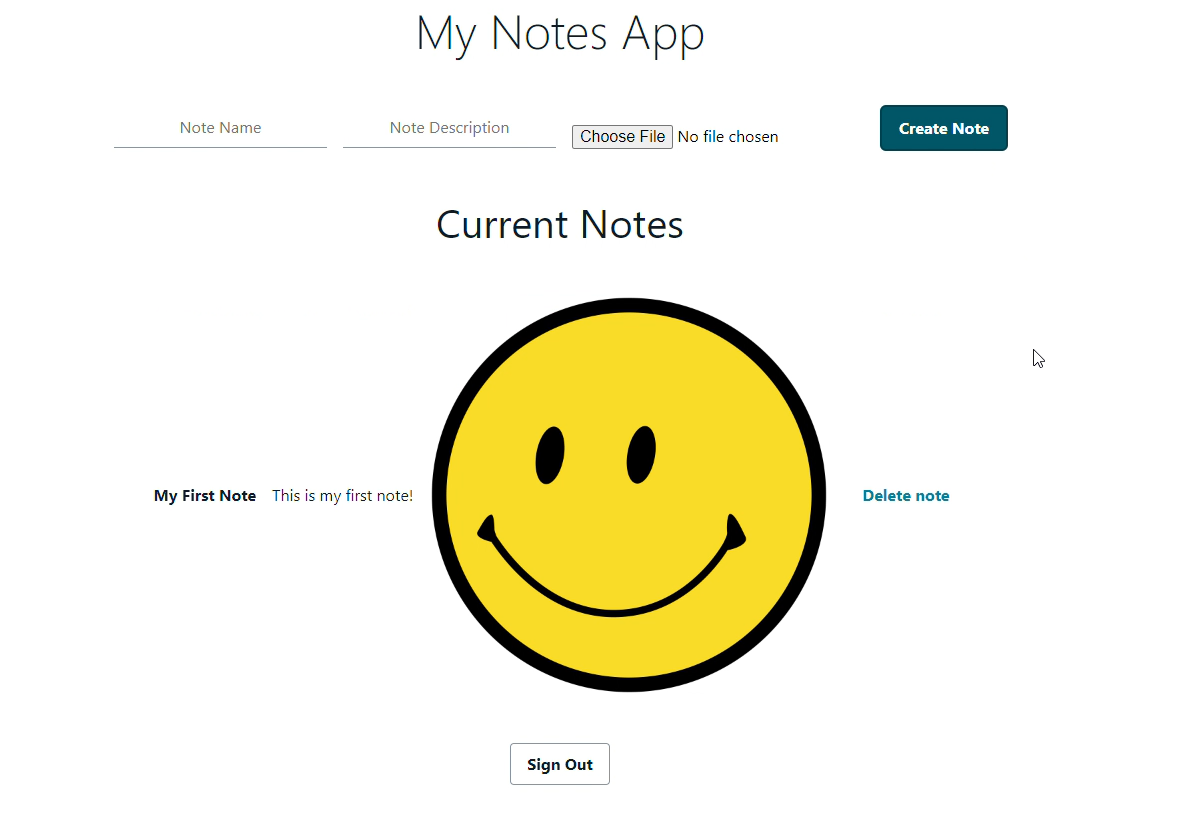 My Notes App
Note Name
Note Description
Choose File No file chosen
Create Note
Current Notes
My First Note This is my first note!
Delete note
Sign Out